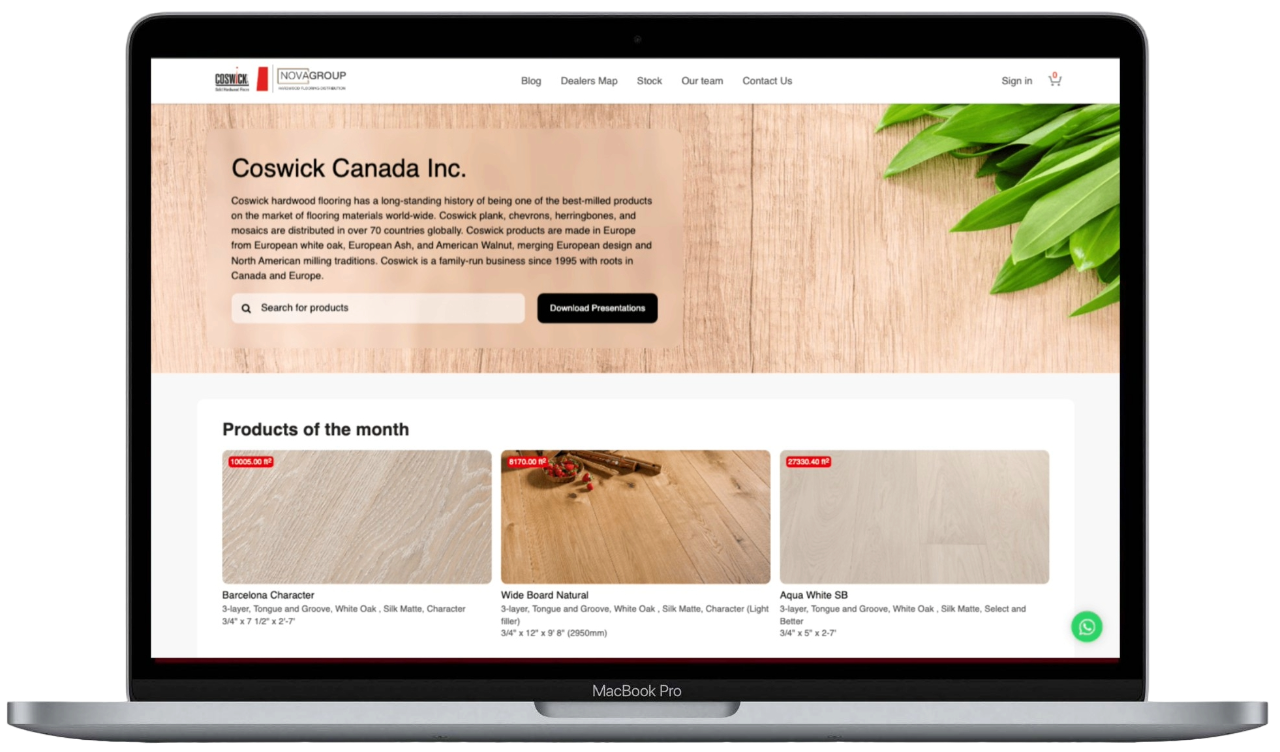 COSWICK
NOVAGROUP
HARDWOOD FLOORING DISTRIBUTION
Blog
Dealers Map
Stock
Our team
Contact Us
Sign in
0
Coswick Canada Inc.
Coswick hardwood flooring has a long-standing history of being one of the best-milled products
on the market of flooring materials world-wide. Coswick plank, chevrons, herringbones, and
mosaics are distributed in over 70 countries globally. Coswick products are made in Europe
from European white oak, European Ash, and American Walnut, merging European design and
North American milling traditions. Coswick is a family-run business since 1995 with roots in
Canada and Europe.
Search for products
Download Presentations
Products of the month
10005.00 ft²
Barcelona Character
3-layer, Tongue and Groove, White Oak , Silk Matte, Character
3/4" x 7 1/2" x 2'-7'
8170.00 ft²
Wide Board Natural
3-layer, Tongue and Groove, White Oak , Silk Matte, Character (Light
filler)
3/4" x 12" x 9' 8" (2950mm)
27330.40 ft²
Aqua White SB
3-layer, Tongue and Groove, White Oak , Silk Matte, Select and
Better
3/4" x 5" x 2-7'
MacBook Pro